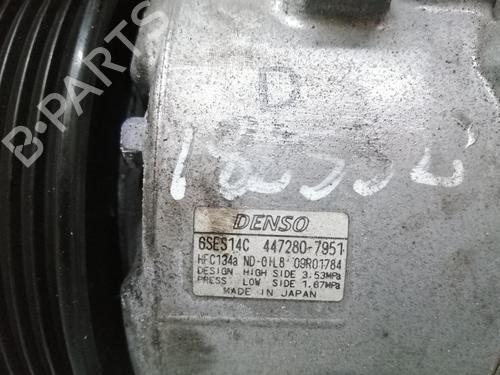 B-PARTS
D
DENSO
6SES14C 447280-7951
HFC134a ND-OIL8 09R01784
DESIGN HIGH SIDE 3.53MPa
PRESS LOW SIDE 1.67MPa
MADE IN JAPAN